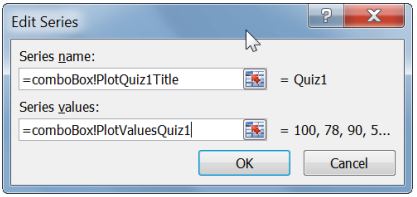 Edit Series
Series name:
=comboBox!PlotQuiz1Title = Quiz1
Series values:
=comboBox!PlotValuesQuiz1 = 100, 78, 90, 5...
OK Cancel